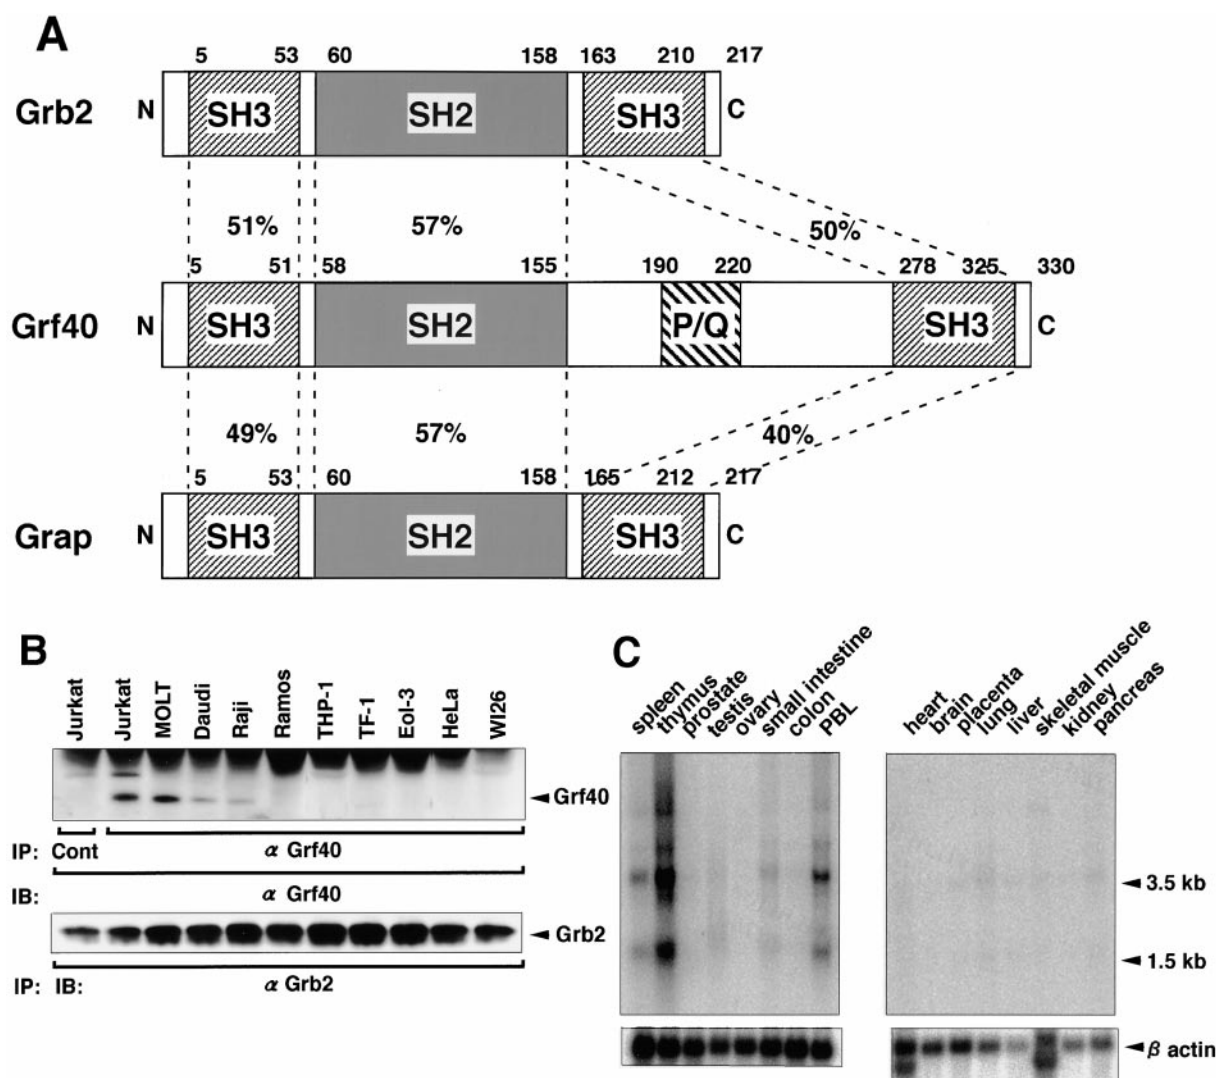 A
5 53 60 158 163 210 217
Grb2 N SH3 SH2 SH3 C
51% 57% 50%
5 51 58 155 190 220 278 325 330
Grf40 N SH3 SH2 P/Q SH3 C
49% 57% 40%
5 53 60 158 165 212 217
Grap N SH3 SH2 SH3 C
B
Jurkat Jurkat MOLT Daudi Raji Ramos THP-1 TF-1 Eol-3 HeLa WI26
Grf40
IP: Cont α Grf40
IB: α Grf40
Grb2
IP: IB: α Grb2
C
spleen thymus prostate testis ovary small intestine colon PBL
heart brain placenta lung liver skeletal muscle kidney pancreas
3.5 kb
1.5 kb
β actin